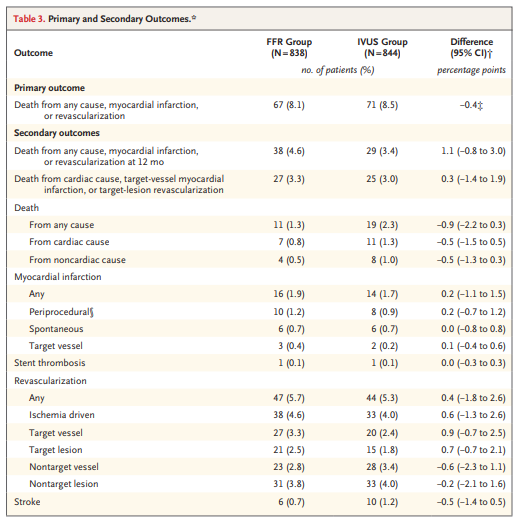 Table 3. Primary and Secondary Outcomes.*
Outcome FFR Group (N=838) IVUS Group (N=844) Difference (95% CI)†
no. of patients (%) percentage points
Primary outcome
Death from any cause, myocardial infarction, or revascularization 67 (8.1) 71 (8.5) −0.4‡
Secondary outcomes
Death from any cause, myocardial infarction, or revascularization at 12 mo 38 (4.6) 29 (3.4) 1.1 (−0.8 to 3.0)
Death from cardiac cause, target-vessel myocardial infarction, or target-lesion revascularization 27 (3.3) 25 (3.0) 0.3 (−1.4 to 1.9)
Death
From any cause 11 (1.3) 19 (2.3) −0.9 (−2.2 to 0.3)
From cardiac cause 7 (0.8) 11 (1.3) −0.5 (−1.5 to 0.5)
From noncardiac cause 4 (0.5) 8 (1.0) −0.5 (−1.3 to 0.3)
Myocardial infarction
Any 16 (1.9) 14 (1.7) 0.2 (−1.1 to 1.5)
Periprocedural§ 10 (1.2) 8 (0.9) 0.2 (−0.7 to 1.2)
Spontaneous 6 (0.7) 6 (0.7) 0.0 (−0.8 to 0.8)
Target vessel 3 (0.4) 2 (0.2) 0.1 (−0.4 to 0.6)
Stent thrombosis 1 (0.1) 1 (0.1) 0.0 (−0.3 to 0.3)
Revascularization
Any 47 (5.7) 44 (5.3) 0.4 (−1.8 to 2.6)
Ischemia driven 38 (4.6) 33 (4.0) 0.6 (−1.3 to 2.6)
Target vessel 27 (3.3) 20 (2.4) 0.9 (−0.7 to 2.5)
Target lesion 21 (2.5) 15 (1.8) 0.7 (−0.7 to 2.1)
Nontarget vessel 23 (2.8) 28 (3.4) −0.6 (−2.3 to 1.1)
Nontarget lesion 31 (3.8) 33 (4.0) −0.2 (−2.1 to 1.6)
Stroke 6 (0.7) 10 (1.2) −0.5 (−1.4 to 0.5)